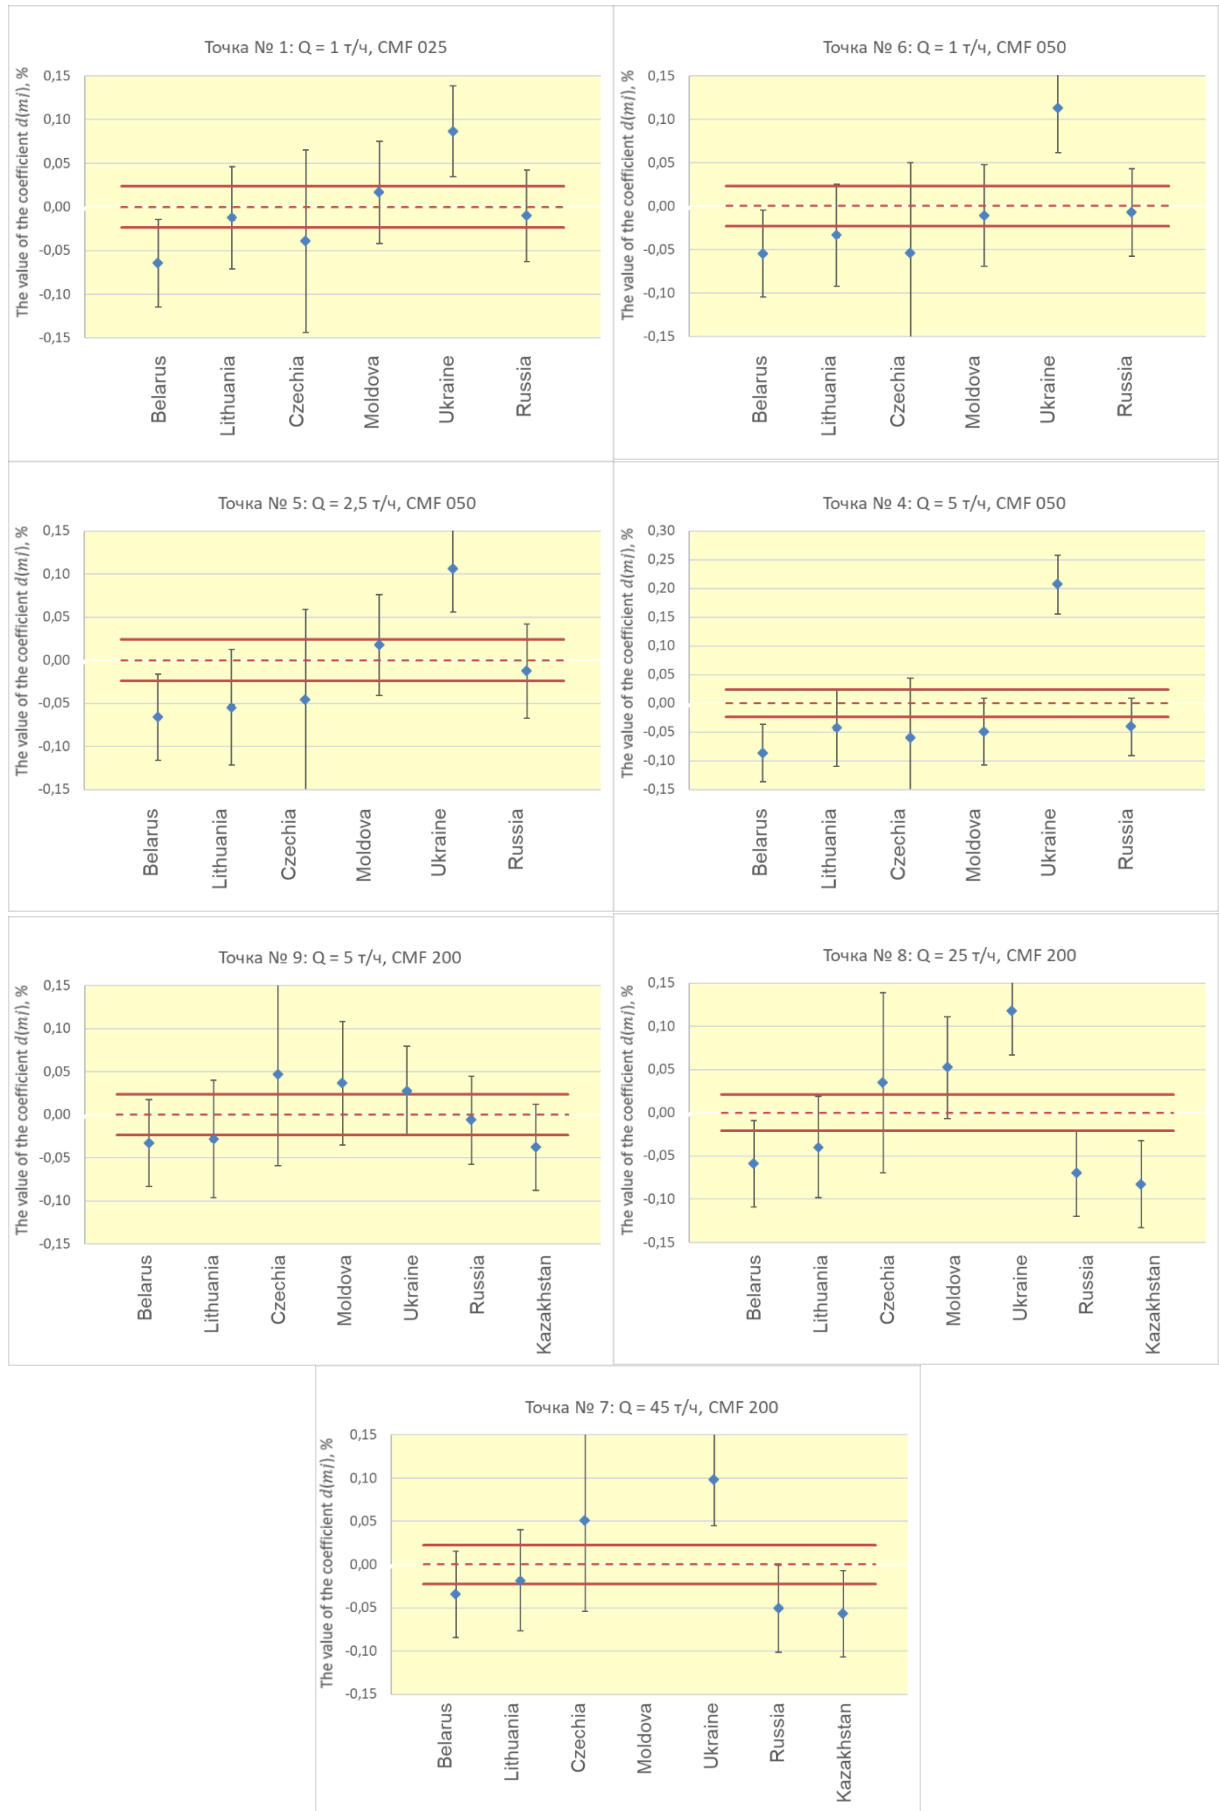 Точка № 1: Q = 1 т/ч, CMF 025
The value of the coefficient d(mi), %
0,15
0,10
0,05
0,00
-0,05
-0,10
-0,15
Belarus
Lithuania
Czechia
Moldova
Ukraine
Russia
Точка № 6: Q = 1 т/ч, CMF 050
The value of the coefficient d(mi), %
0,15
0,10
0,05
0,00
-0,05
-0,10
-0,15
Belarus
Lithuania
Czechia
Moldova
Ukraine
Russia
Точка № 5: Q = 2,5 т/ч, CMF 050
The value of the coefficient d(mi), %
0,15
0,10
0,05
0,00
-0,05
-0,10
-0,15
Belarus
Lithuania
Czechia
Moldova
Ukraine
Russia
Точка № 4: Q = 5 т/ч, CMF 050
The value of the coefficient d(mi), %
0,30
0,25
0,20
0,15
0,10
0,05
0,00
-0,05
-0,10
-0,15
Belarus
Lithuania
Czechia
Moldova
Ukraine
Russia
Точка № 9: Q = 5 т/ч, CMF 200
The value of the coefficient d(mi), %
0,15
0,10
0,05
0,00
-0,05
-0,10
-0,15
Belarus
Lithuania
Czechia
Moldova
Ukraine
Russia
Kazakhstan
Точка № 8: Q = 25 т/ч, CMF 200
The value of the coefficient d(mi), %
0,15
0,10
0,05
0,00
-0,05
-0,10
-0,15
Belarus
Lithuania
Czechia
Moldova
Ukraine
Russia
Kazakhstan
Точка № 7: Q = 45 т/ч, CMF 200
The value of the coefficient d(mi), %
0,15
0,10
0,05
0,00
-0,05
-0,10
-0,15
Belarus
Lithuania
Czechia
Moldova
Ukraine
Russia
Kazakhstan